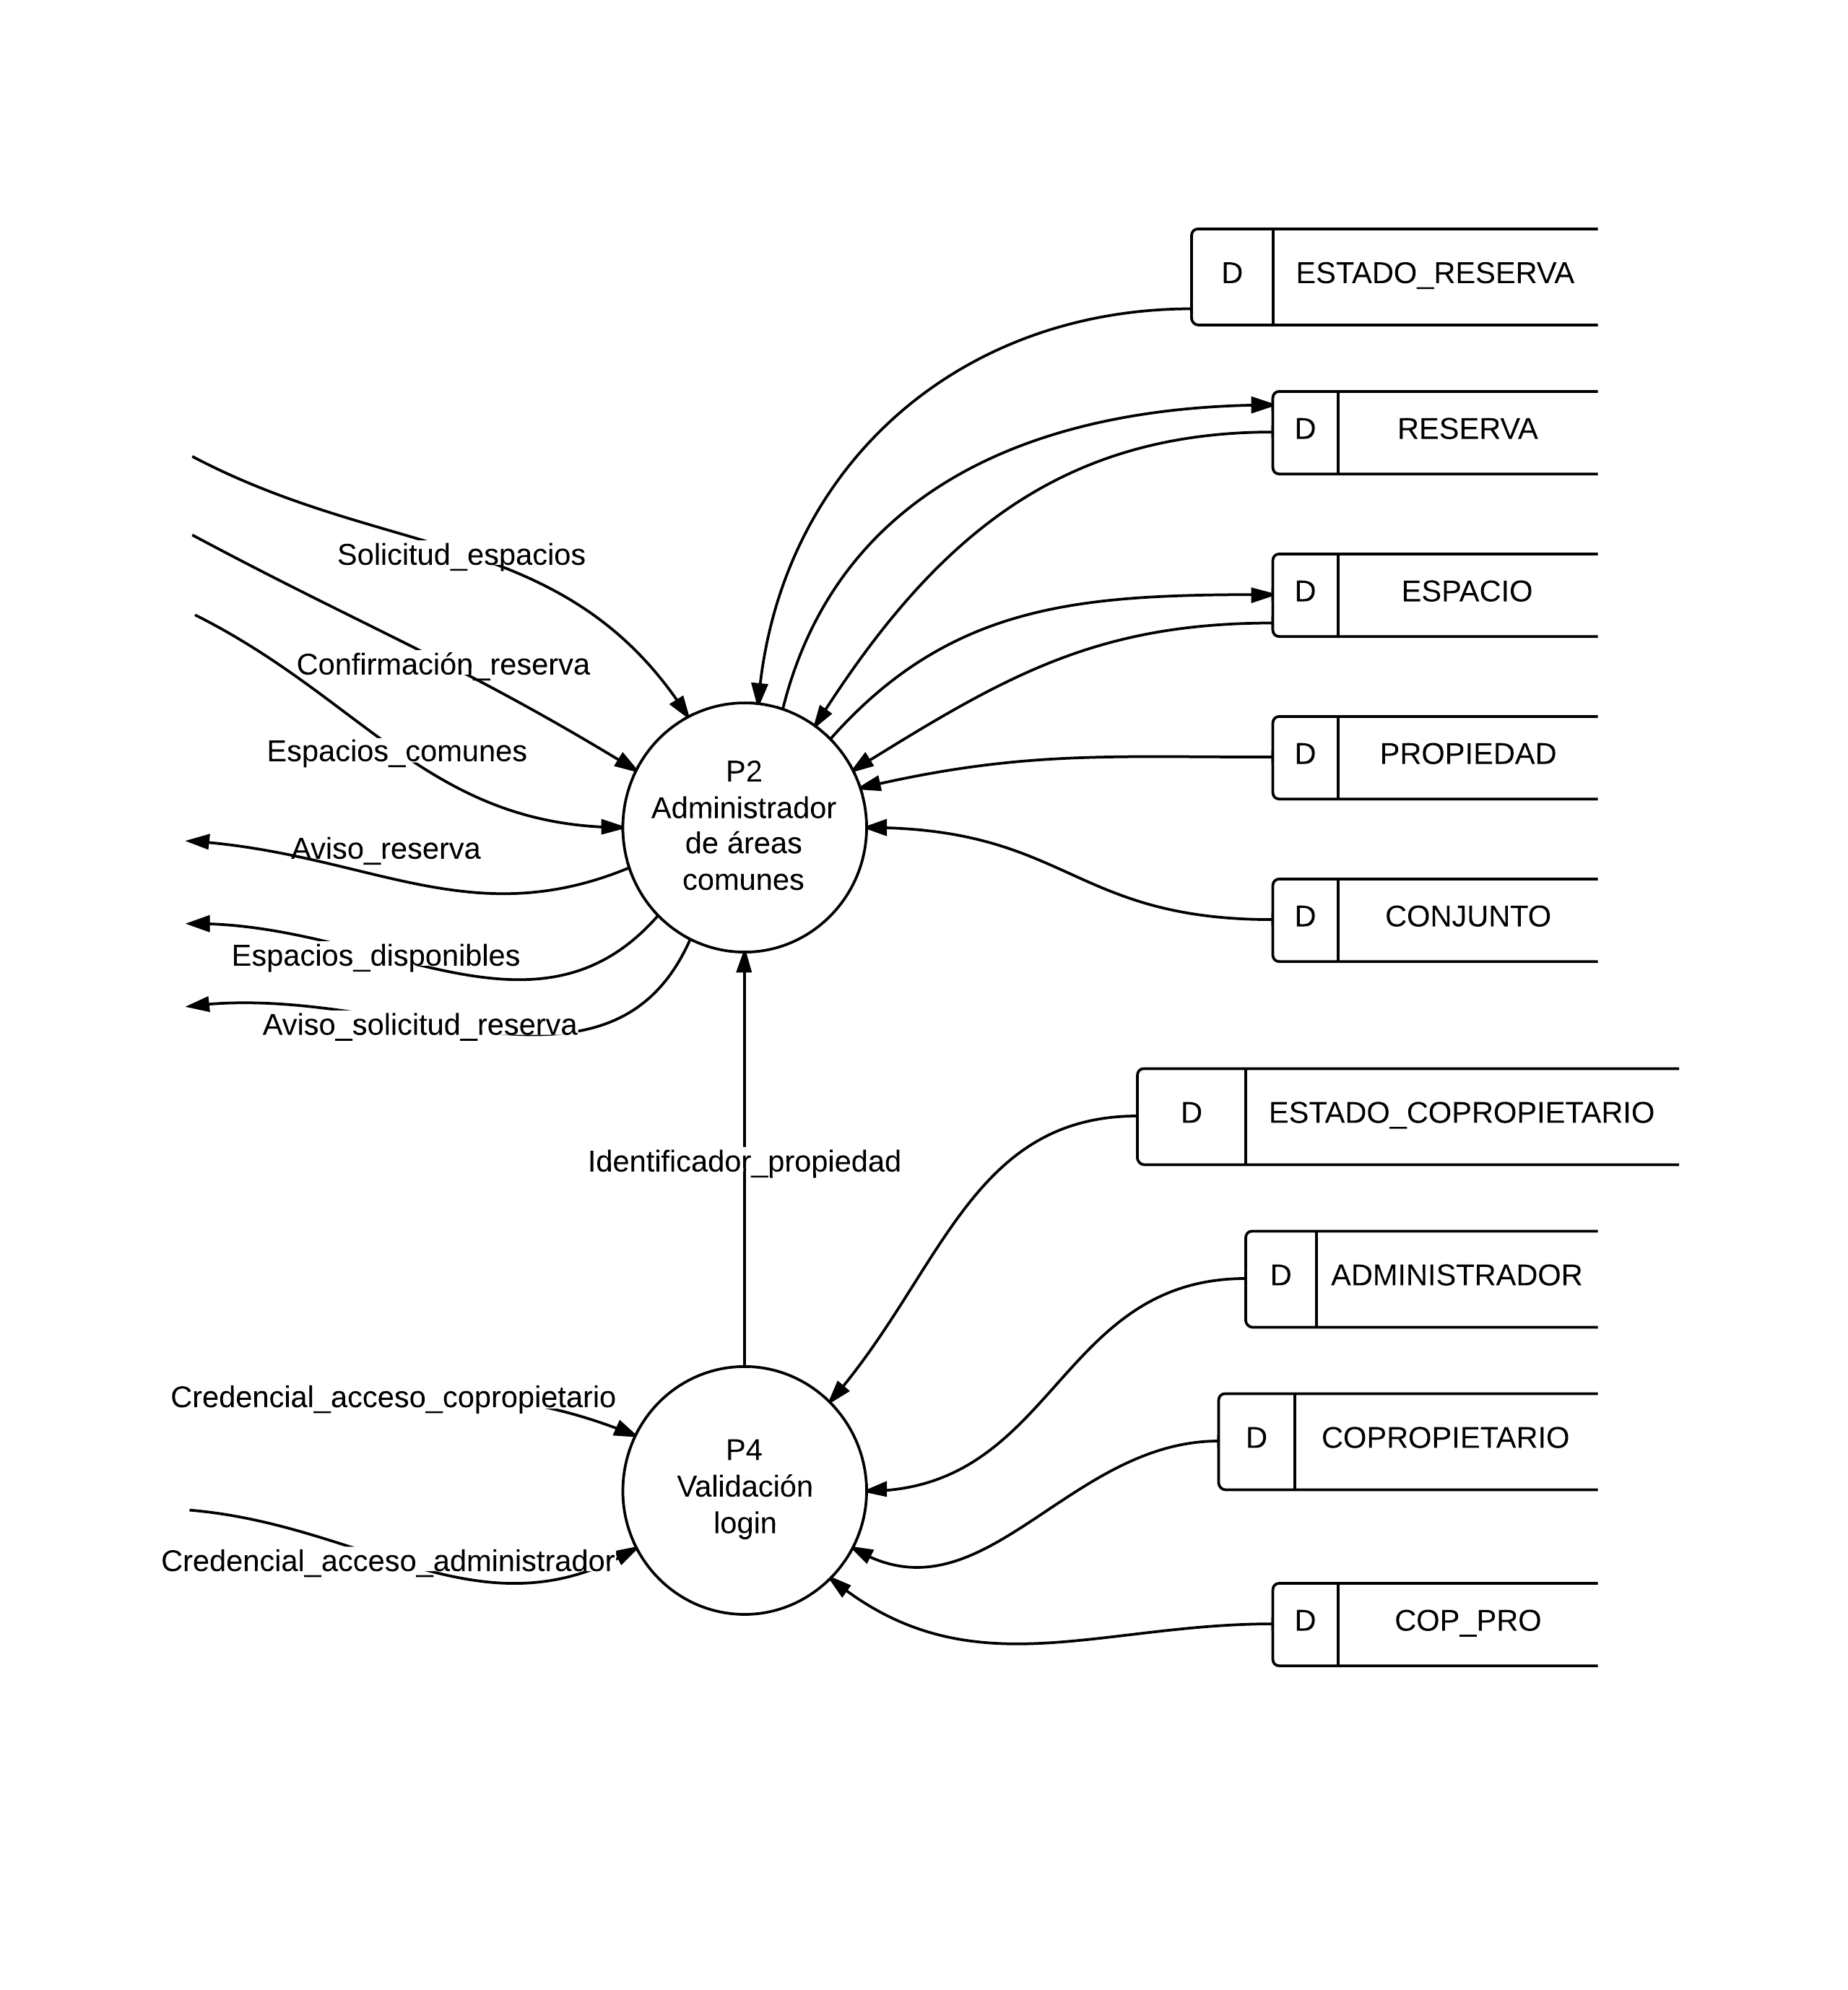 D ESTADO_RESERVA
D RESERVA
Solicitud_espacios
D ESPACIO
Confirmación_reserva
Espacios_comunes
D PROPIEDAD
P2
Administrador
de áreas
comunes
Aviso_reserva
D CONJUNTO
Espacios_disponibles
Aviso_solicitud_reserva
D ESTADO_COPROPIETARIO
Identificador_propiedad
D ADMINISTRADOR
Credencial_acceso_copropietario
D COPROPIETARIO
P4
Validación
login
Credencial_acceso_administrador
D COP_PRO